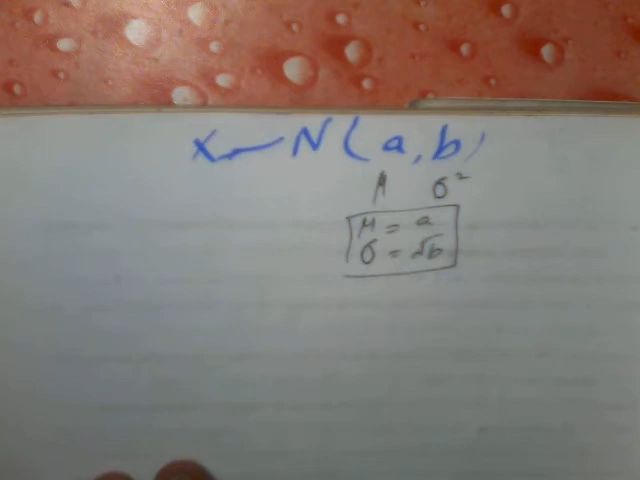 x ~ N(a, b)
μ σ²
μ = a
σ = √b